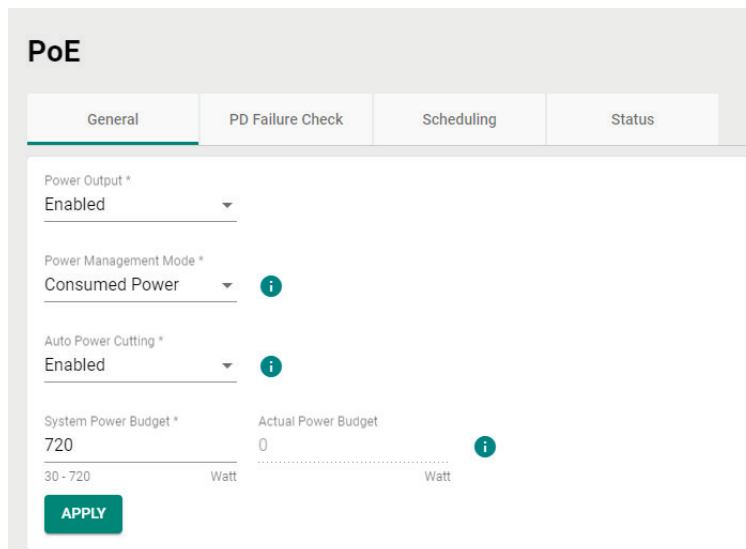 PoE
General PD Failure Check Scheduling Status
Power Output *
Enabled
Power Management Mode *
Consumed Power
Auto Power Cutting *
Enabled
System Power Budget * Actual Power Budget
720 0
30 - 720 Watt Watt
APPLY